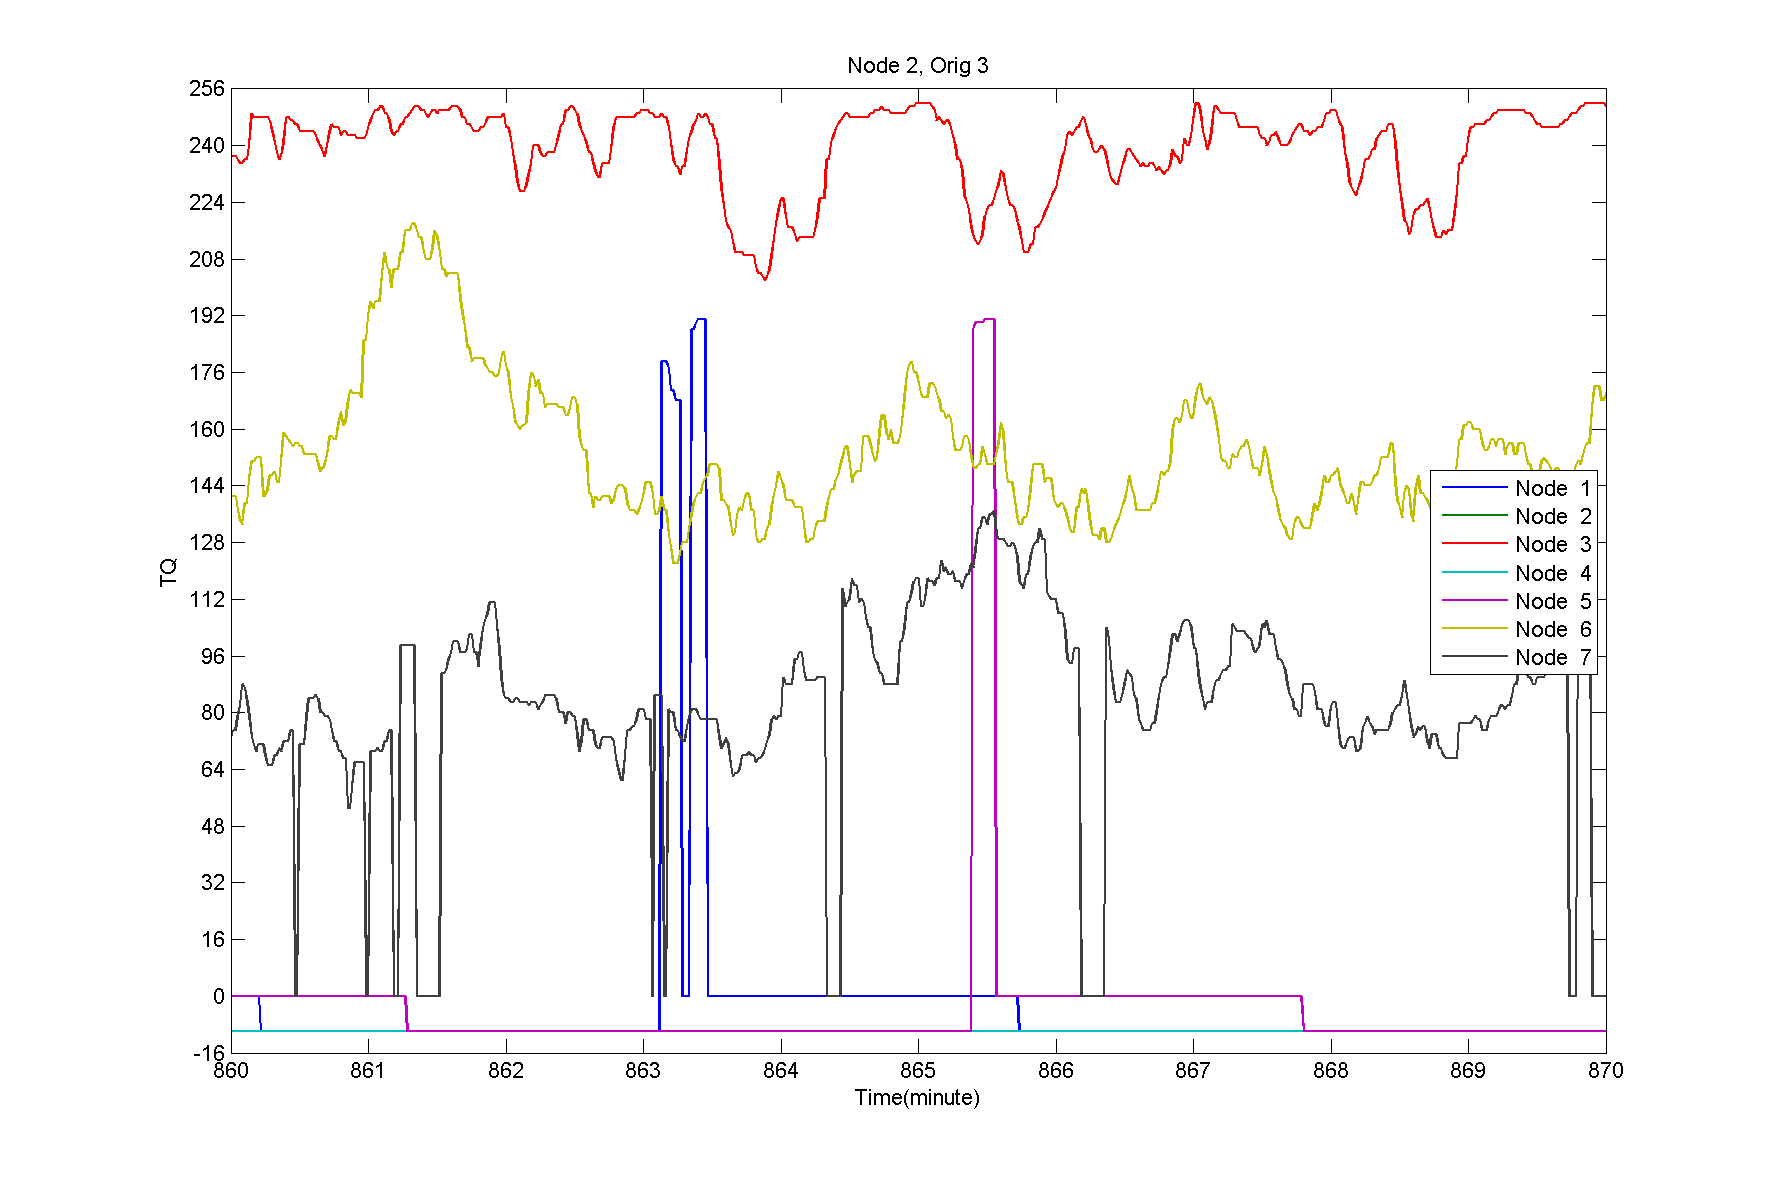 Node 2, Orig 3
256
240
224
208
192
176
160
144
128
112
96
80
64
48
32
16
0
-16
TQ
860 861 862 863 864 865 866 867 868 869 870
Time(minute)
Node 1
Node 2
Node 3
Node 4
Node 5
Node 6
Node 7